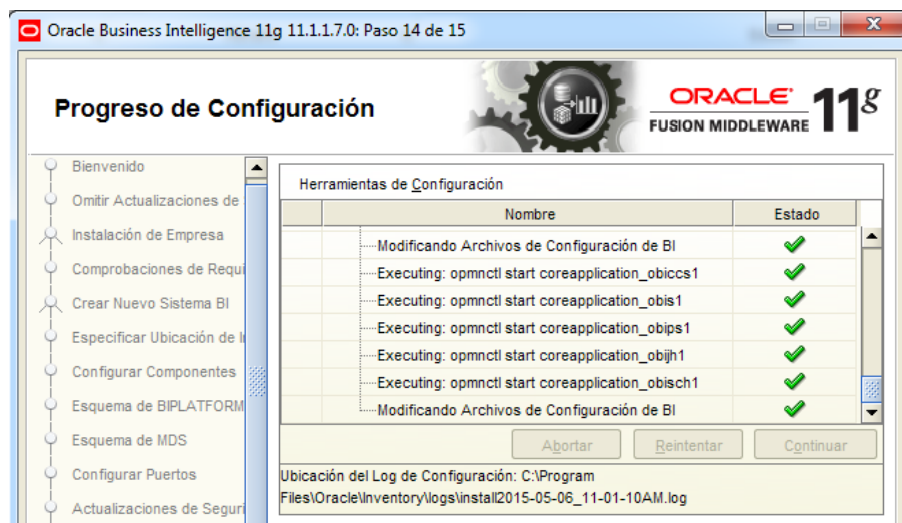 Oracle Business Intelligence 11g 11.1.1.7.0: Paso 14 de 15
Progreso de Configuración
ORACLE
FUSION MIDDLEWARE
11g
Bienvenido
Omitir Actualizaciones de
Instalación de Empresa
Comprobaciones de Requi
Crear Nuevo Sistema BI
Especificar Ubicación de I
Configurar Componentes
Esquema de BIPLATFORM
Esquema de MDS
Configurar Puertos
Actualizaciones de Seguri
Herramientas de Configuración
Nombre Estado
Modificando Archivos de Configuración de BI
Executing: opmnctl start coreapplication_obiccs1
Executing: opmnctl start coreapplication_obis1
Executing: opmnctl start coreapplication_obips1
Executing: opmnctl start coreapplication_obijh1
Executing: opmnctl start coreapplication_obisch1
Modificando Archivos de Configuración de BI
Abortar Reintentar Continuar
Ubicación del Log de Configuración: C:\Program
Files\Oracle\Inventory\logs\install2015-05-06_11-01-10AM.log